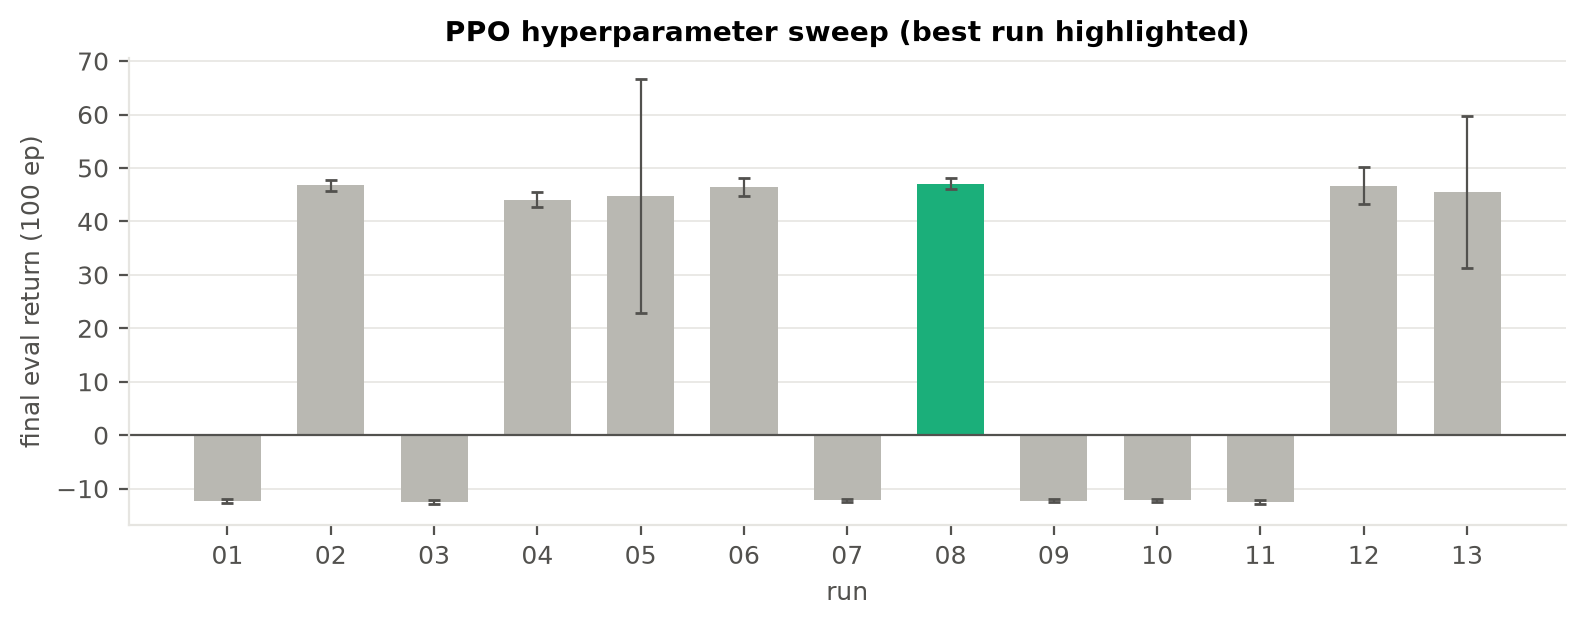 PPO hyperparameter sweep (best run highlighted)
final eval return (100 ep)
70
60
50
40
30
20
10
0
−10
01 02 03 04 05 06 07 08 09 10 11 12 13
run